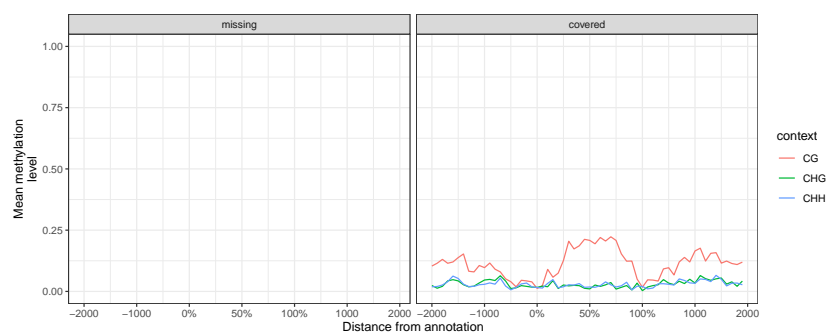 missing
covered
1.00
0.75
0.50
0.25
0.00
Mean methylation
level
−2000 −1000 0% 50% 100% 1000 2000
−2000 −1000 0% 50% 100% 1000 2000
Distance from annotation
context
CG
CHG
CHH